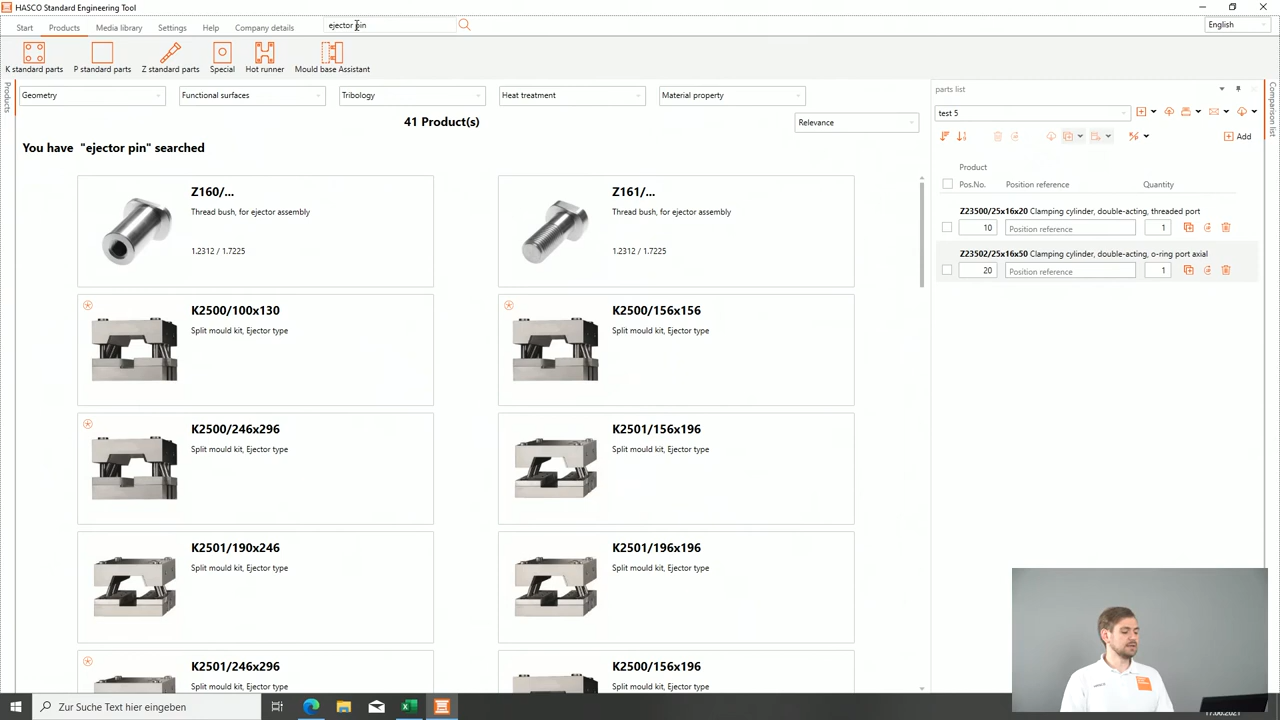 HASCO Standard Engineering Tool
Start Products Media library Settings Help Company details ejector pin English
K standard parts P standard parts Z standard parts Special Hot runner Mould base Assistant
Products
Geometry Functional surfaces Tribology Heat treatment Material property
41 Product(s) Relevance
You have "ejector pin" searched
Z160/...
Thread bush, for ejector assembly
1.2312 / 1.7225
Z161/...
Thread bush, for ejector assembly
1.2312 / 1.7225
K2500/100x130
Split mould kit, Ejector type
K2500/156x156
Split mould kit, Ejector type
K2500/246x296
Split mould kit, Ejector type
K2501/156x196
Split mould kit, Ejector type
K2501/190x246
Split mould kit, Ejector type
K2501/196x196
Split mould kit, Ejector type
K2501/246x296
Split mould kit, Ejector type
K2500/156x196
Split mould kit, Ejector type
parts list
test 5
Add
Product
Pos.No. Position reference Quantity
Z23500/25x16x20 Clamping cylinder, double-acting, threaded port
10 Position reference 1
Z23502/25x16x50 Clamping cylinder, double-acting, o-ring port axial
20 Position reference 1
Comparison list
Zur Suche Text hier eingeben